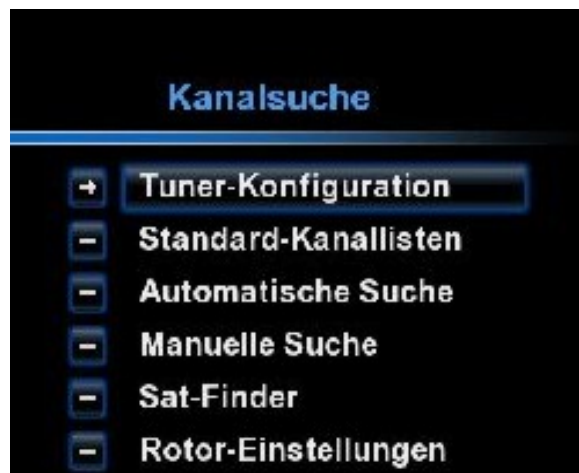 Kanalsuche
Tuner-Konfiguration
Standard-Kanallisten
Automatische Suche
Manuelle Suche
Sat-Finder
Rotor-Einstellungen